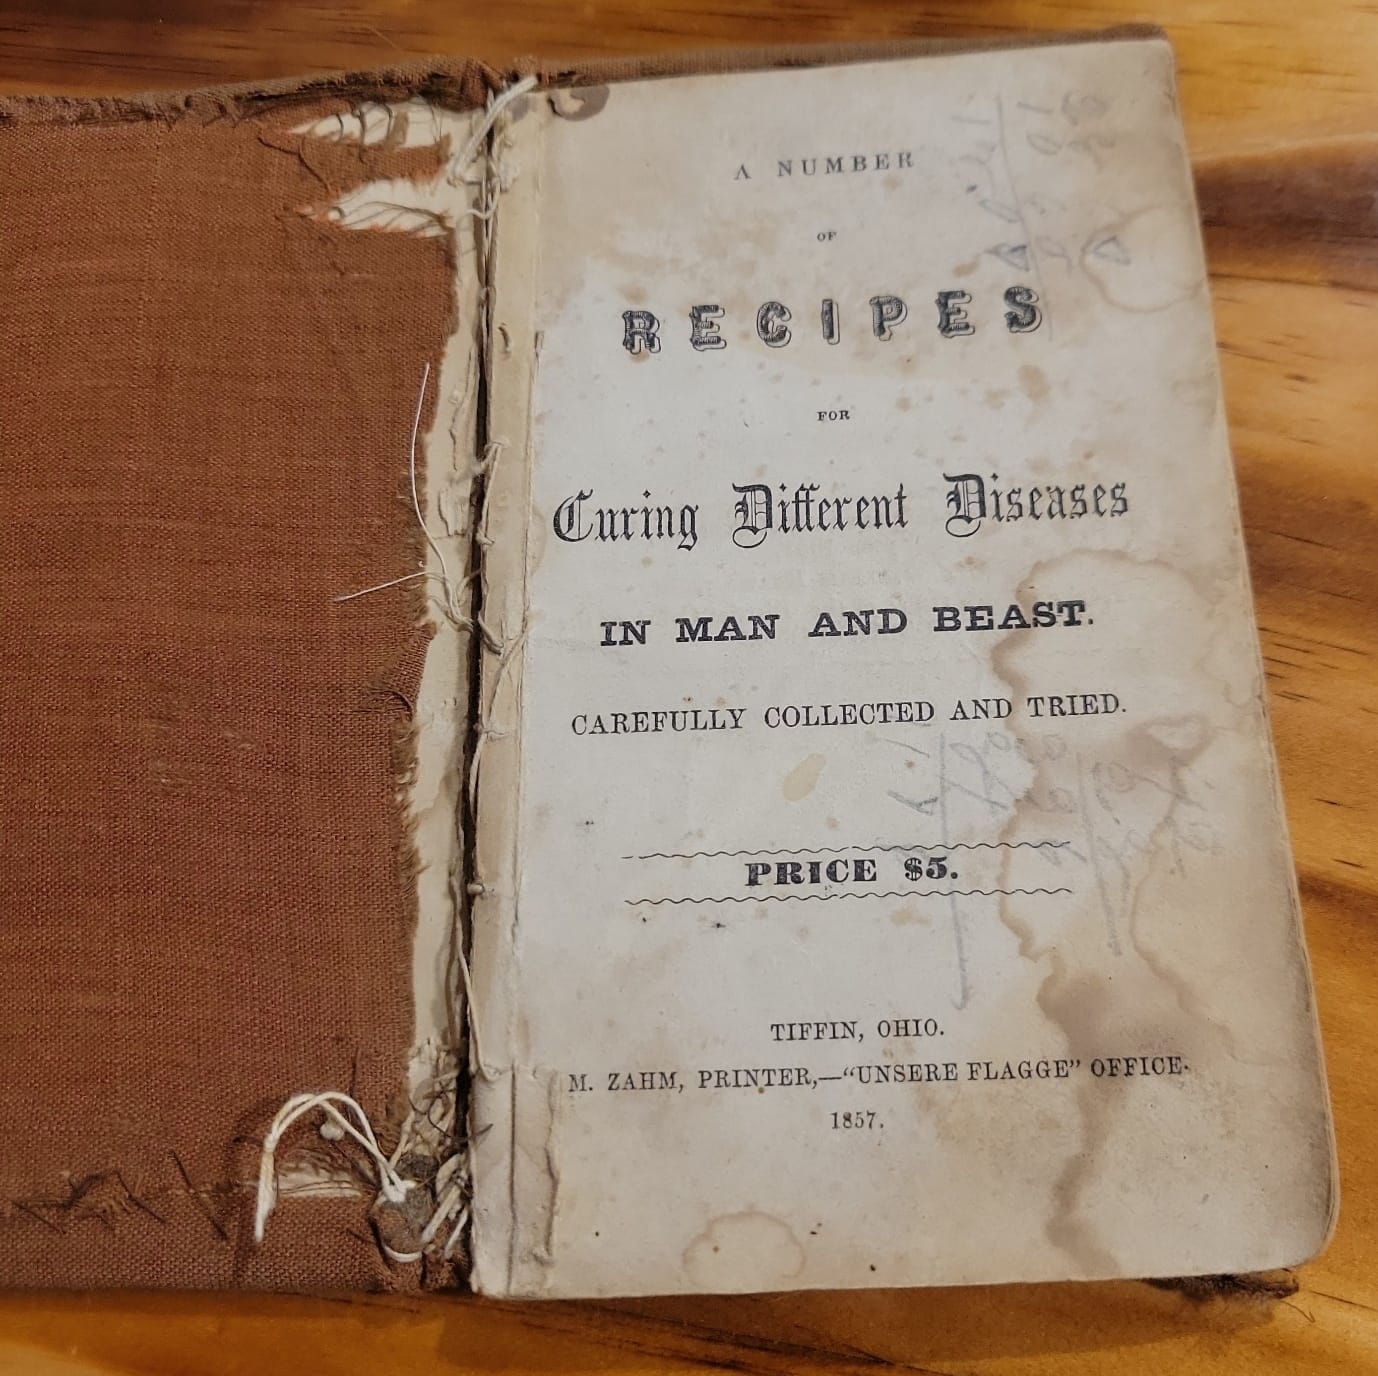 A NUMBER
OF
RECIPES
FOR
Curing Different Diseases
IN MAN AND BEAST.
CAREFULLY COLLECTED AND TRIED.
PRICE $5.
TIFFIN, OHIO.
M. ZAHM, PRINTER,—“UNSERE FLAGGE” OFFICE.
1857.